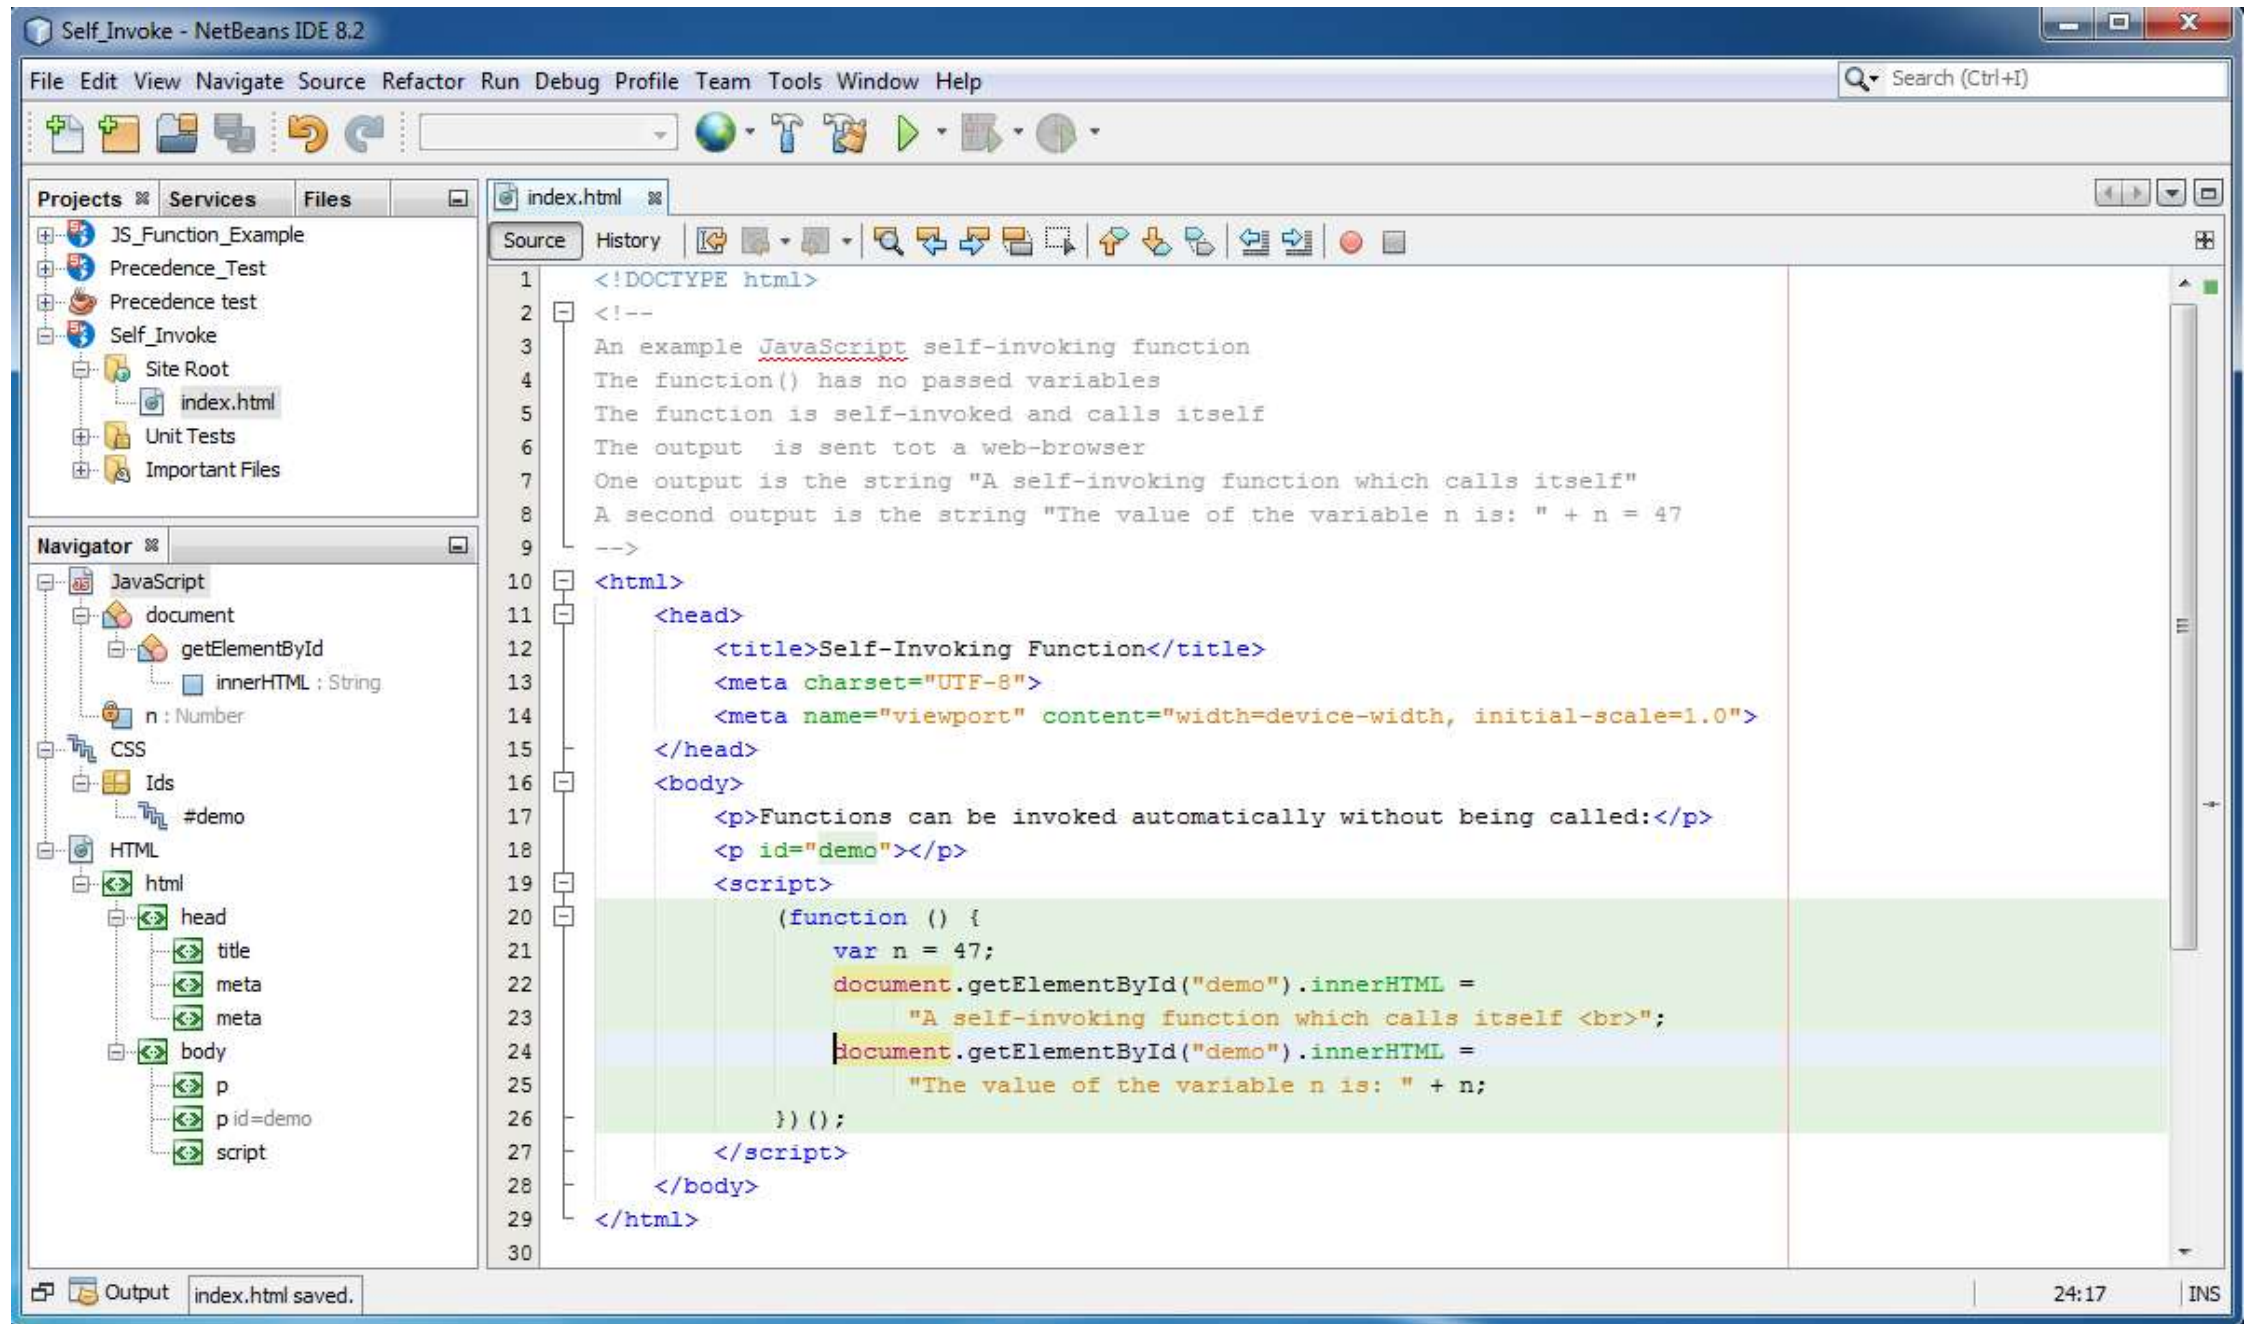 Self_Invoke - NetBeans IDE 8.2
File Edit View Navigate Source Refactor Run Debug Profile Team Tools Window Help
Search (Ctrl+I)
Projects Services Files
JS_Function_Example
Precedence_Test
Precedence test
Self_Invoke
Site Root
index.html
Unit Tests
Important Files
Navigator
JavaScript
document
getElementById
innerHTML : String
n : Number
CSS
Ids
#demo
HTML
html
head
title
meta
meta
body
p
p id=demo
script
index.html
Source History
1 <!DOCTYPE html>
2 <!--
3 An example JavaScript self-invoking function
4 The function() has no passed variables
5 The function is self-invoked and calls itself
6 The output  is sent tot a web-browser
7 One output is the string "A self-invoking function which calls itself"
8 A second output is the string "The value of the variable n is: " + n = 47
9 -->
10 <html>
11 <head>
12 <title>Self-Invoking Function</title>
13 <meta charset="UTF-8">
14 <meta name="viewport" content="width=device-width, initial-scale=1.0">
15 </head>
16 <body>
17 <p>Functions can be invoked automatically without being called:</p>
18 <p id="demo"></p>
19 <script>
20 (function () {
21 var n = 47;
22 document.getElementById("demo").innerHTML =
23 "A self-invoking function which calls itself <br>";
24 document.getElementById("demo").innerHTML =
25 "The value of the variable n is: " + n;
26 })();
27 </script>
28 </body>
29 </html>
30
Output index.html saved.
24:17 INS